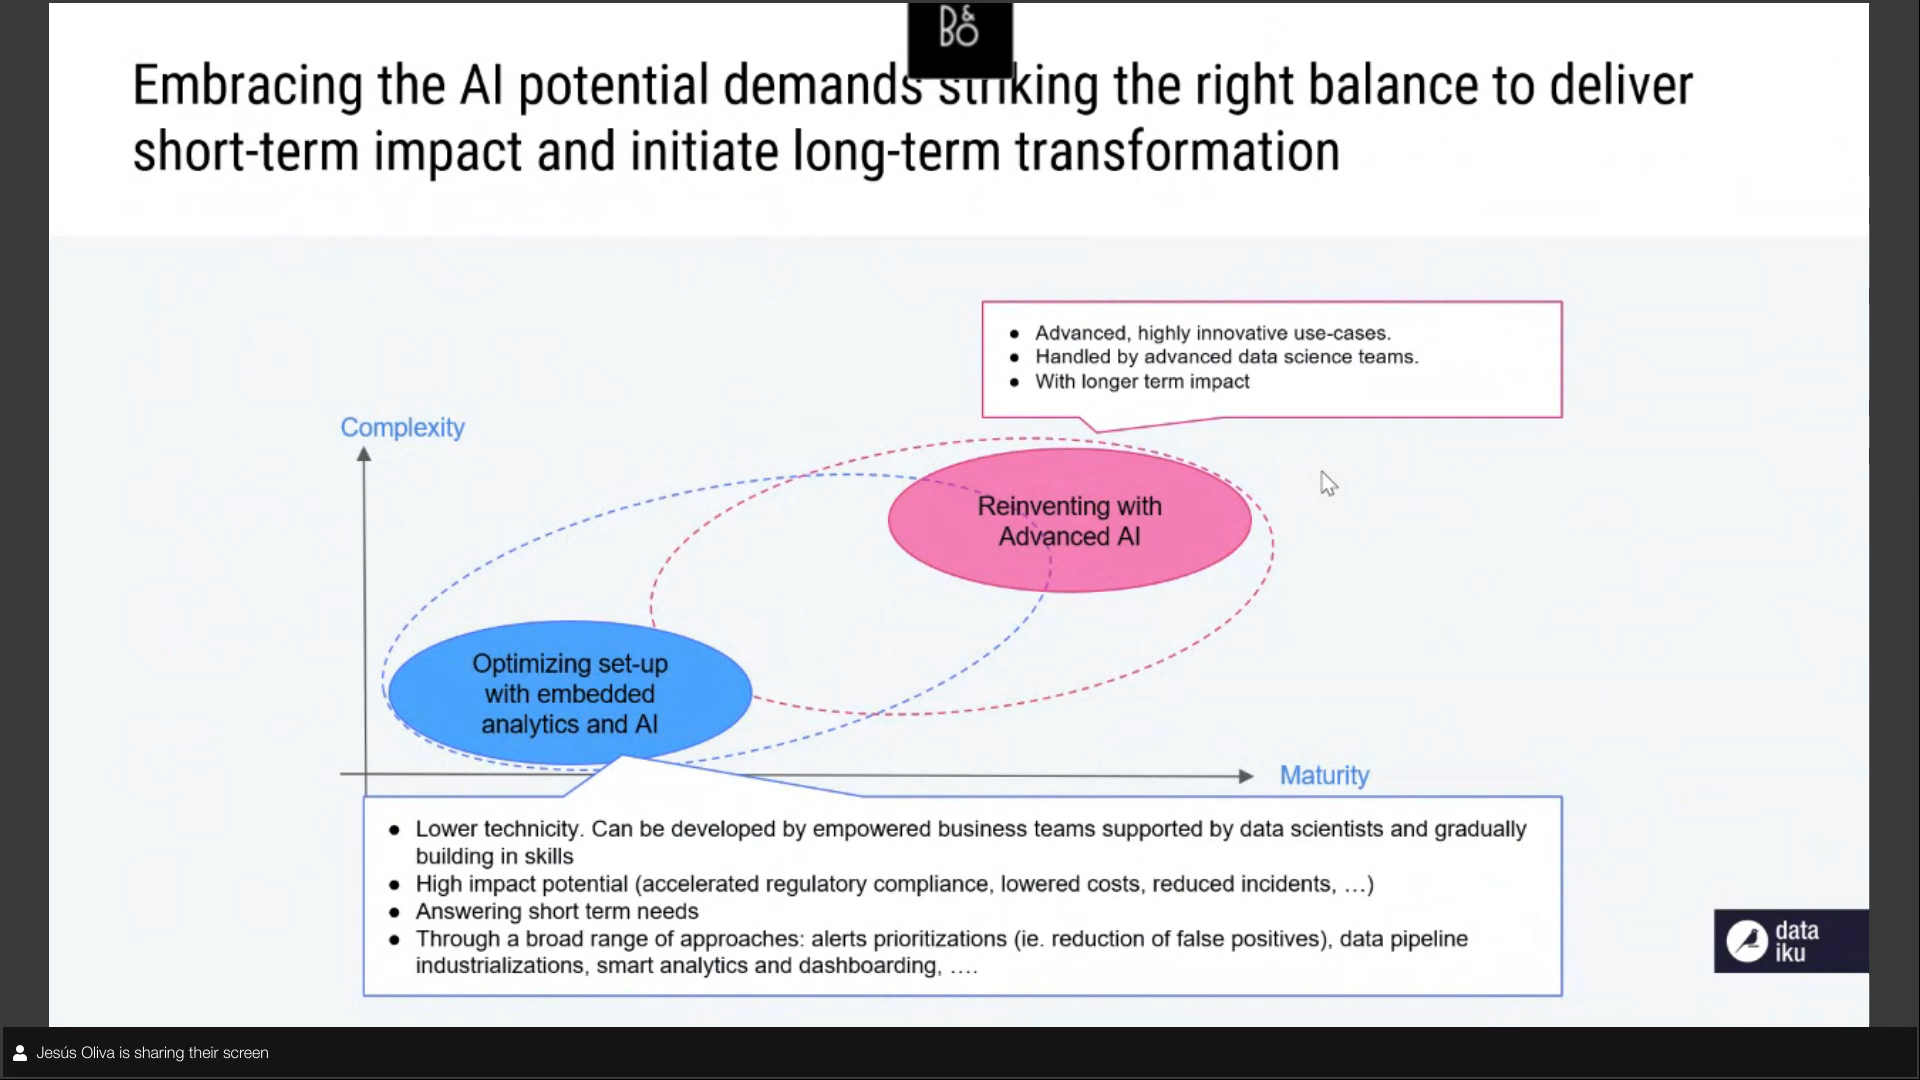 B&O
Embracing the AI potential demands striking the right balance to deliver
short-term impact and initiate long-term transformation
● Advanced, highly innovative use-cases.
● Handled by advanced data science teams.
● With longer term impact
Complexity
Reinventing with
Advanced AI
Optimizing set-up
with embedded
analytics and AI
Maturity
● Lower technicity. Can be developed by empowered business teams supported by data scientists and gradually
building in skills
● High impact potential (accelerated regulatory compliance, lowered costs, reduced incidents, …)
● Answering short term needs
● Through a broad range of approaches: alerts prioritizations (ie. reduction of false positives), data pipeline
industrializations, smart analytics and dashboarding, ….
data
iku
Jesús Oliva is sharing their screen